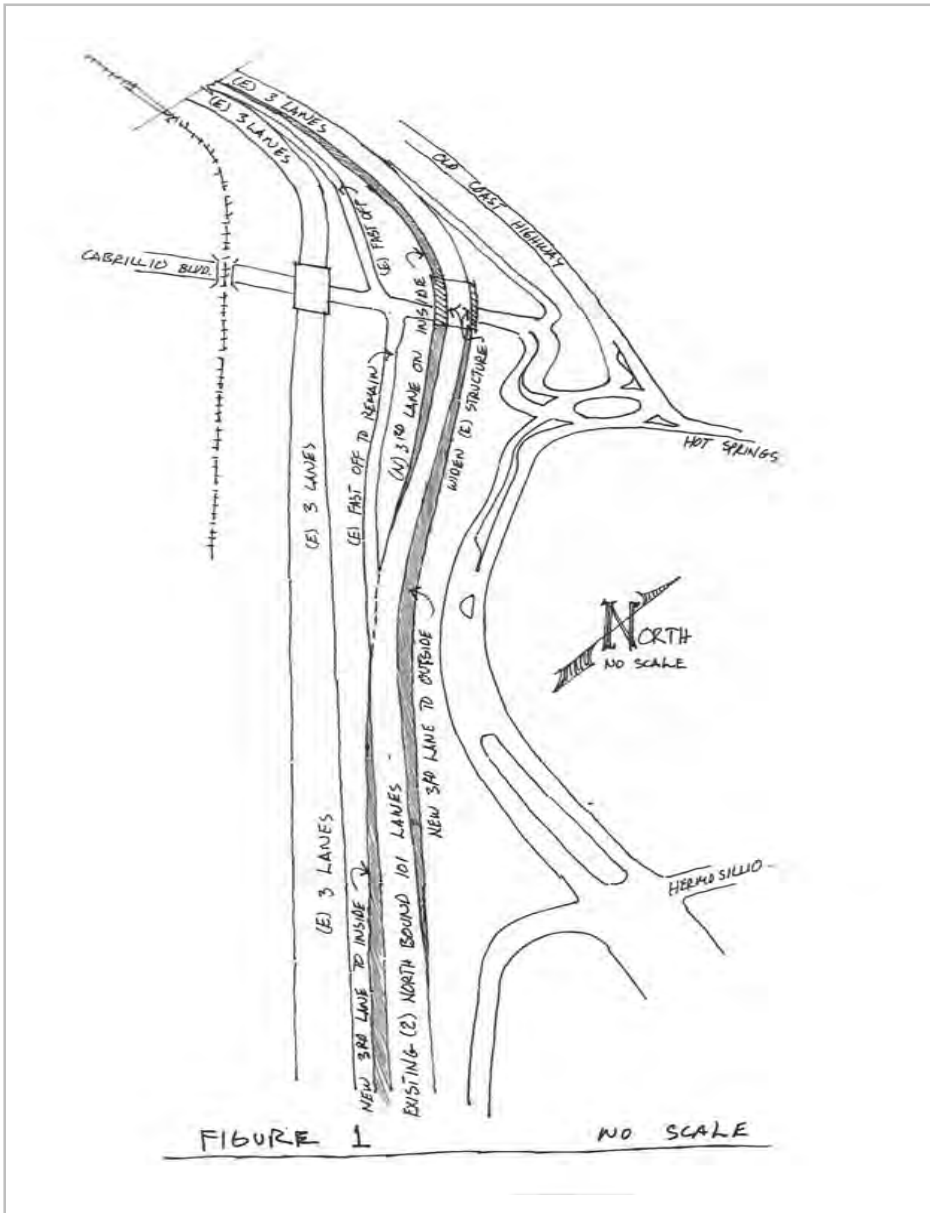 (E) 3 LANES
(E) 3 LANES
OLD COAST HIGHWAY
(E) FAST OFF
CABRILLIO BLVD.
(N) 3RD LANE ON INSIDE
WIDEN (E) STRUCTURE
(E) FAST OFF TO REMAIN
HOT SPRINGS
(E) 3 LANES
NORTH
NO SCALE
NEW 3RD LANE TO OUTSIDE
(E) 3 LANES
NEW 3RD LANE TO INSIDE
EXISTING (2) NORTH BOUND 101 LANES
HERMOSILLIO
FIGURE 1
NO SCALE